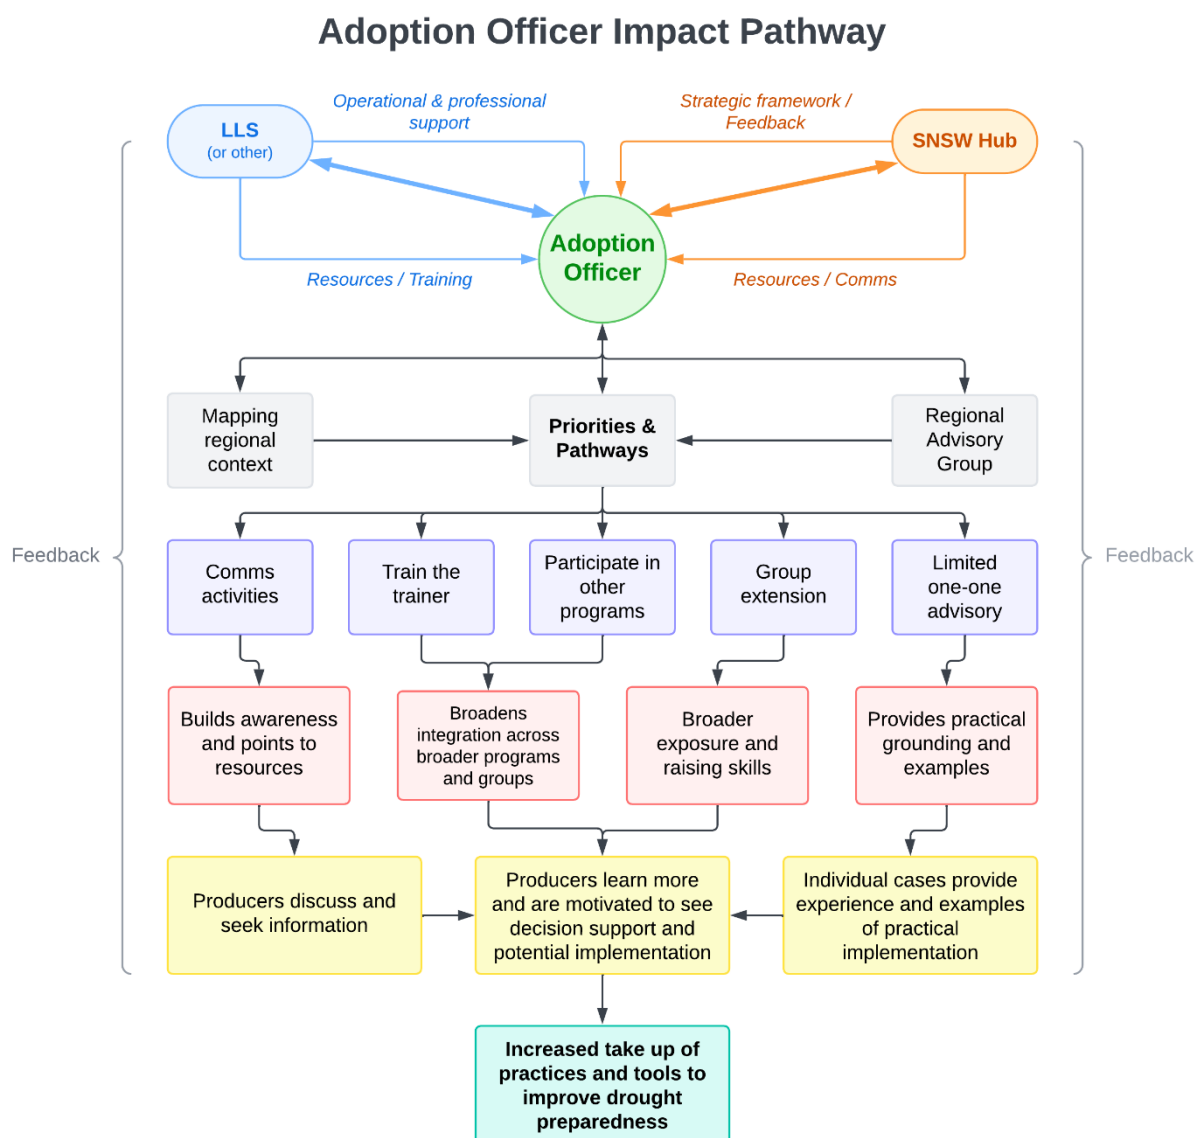 Adoption Officer Impact Pathway
Operational & professional
support
Strategic framework /
Feedback
LLS
(or other)
SNSW Hub
Adoption
Officer
Resources / Training
Resources / Comms
Mapping
regional
context
Priorities &
Pathways
Regional
Advisory
Group
Feedback
Feedback
Comms
activities
Train the
trainer
Participate in
other
programs
Group
extension
Limited
one-one
advisory
Builds awareness
and points to
resources
Broadens
integration across
broader programs
and groups
Broader
exposure and
raising skills
Provides practical
grounding and
examples
Producers discuss and
seek information
Producers learn more
and are motivated to see
decision support and
potential implementation
Individual cases provide
experience and examples
of practical
implementation
Increased take up of
practices and tools to
improve drought
preparedness